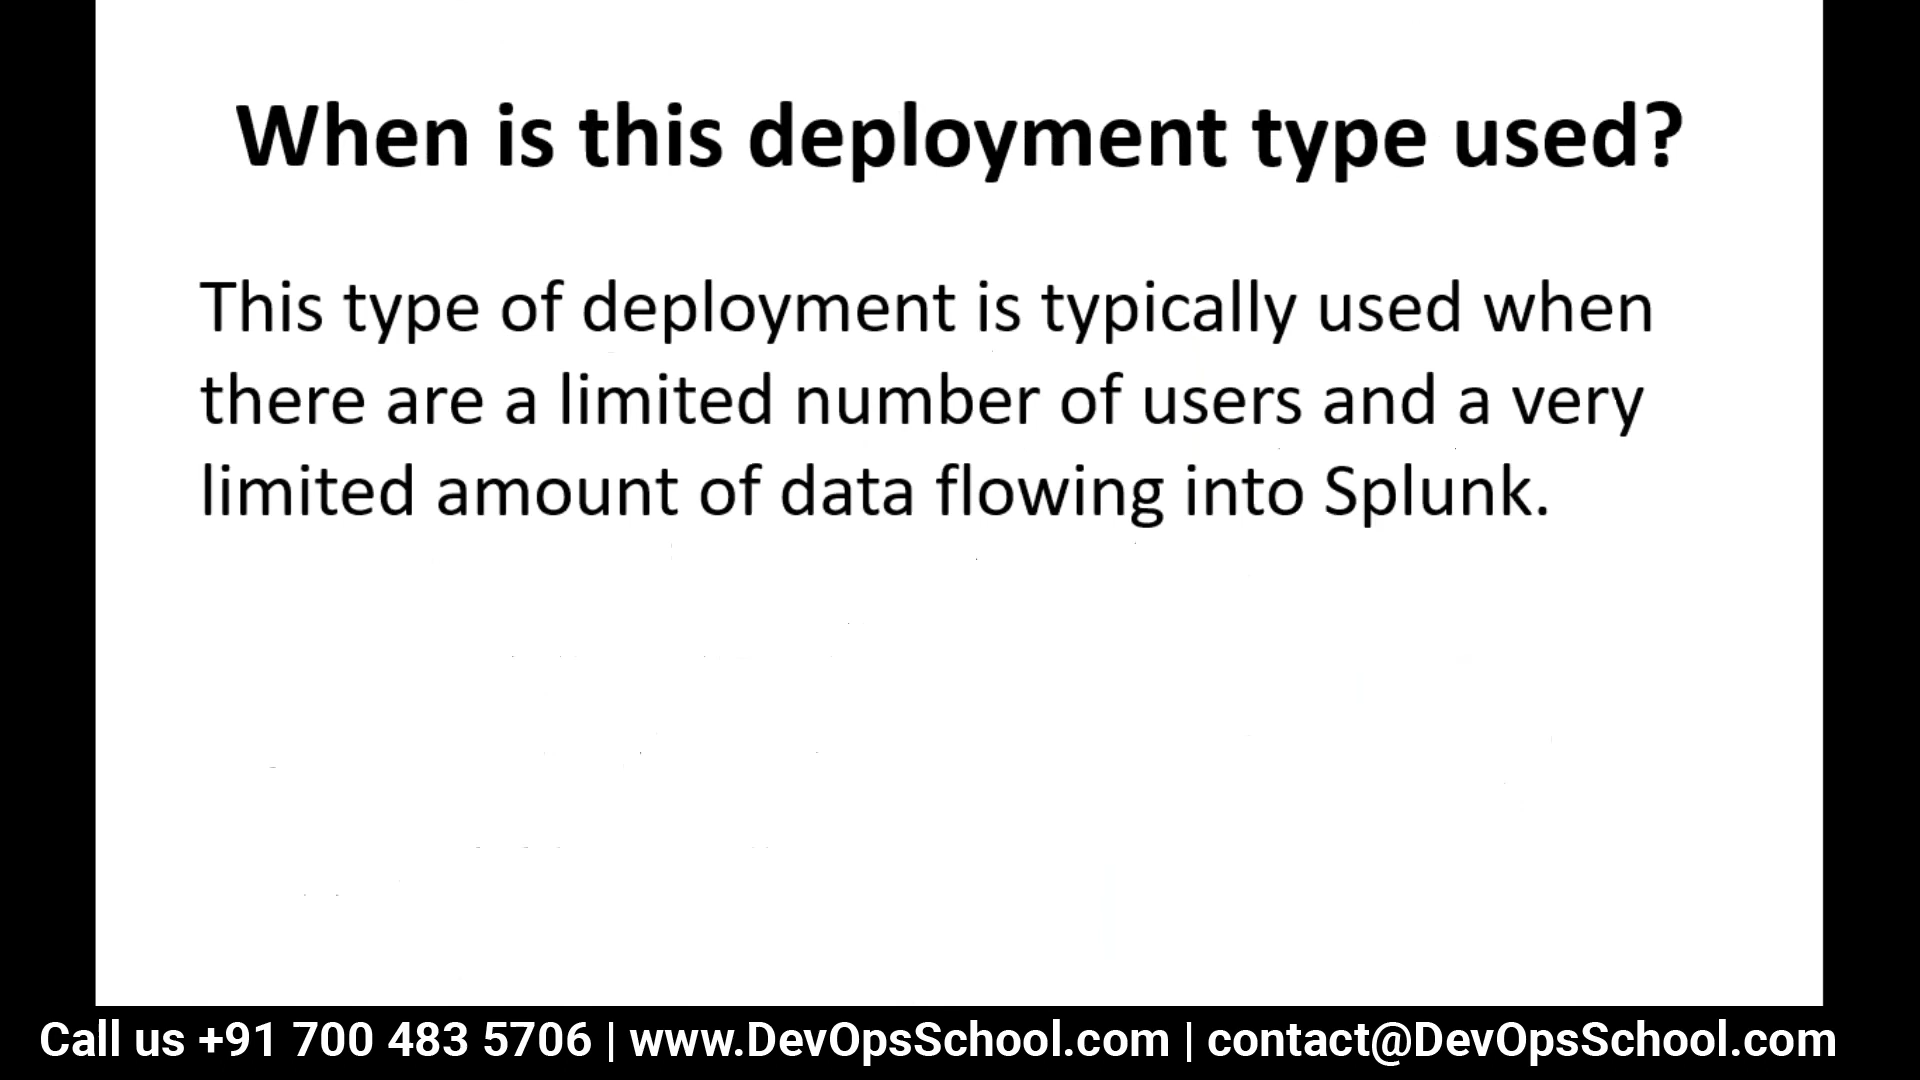 When is this deployment type used?
This type of deployment is typically used when
there are a limited number of users and a very
limited amount of data flowing into Splunk.
Call us +91 700 483 5706 | www.DevOpsSchool.com | contact@DevOpsSchool.com